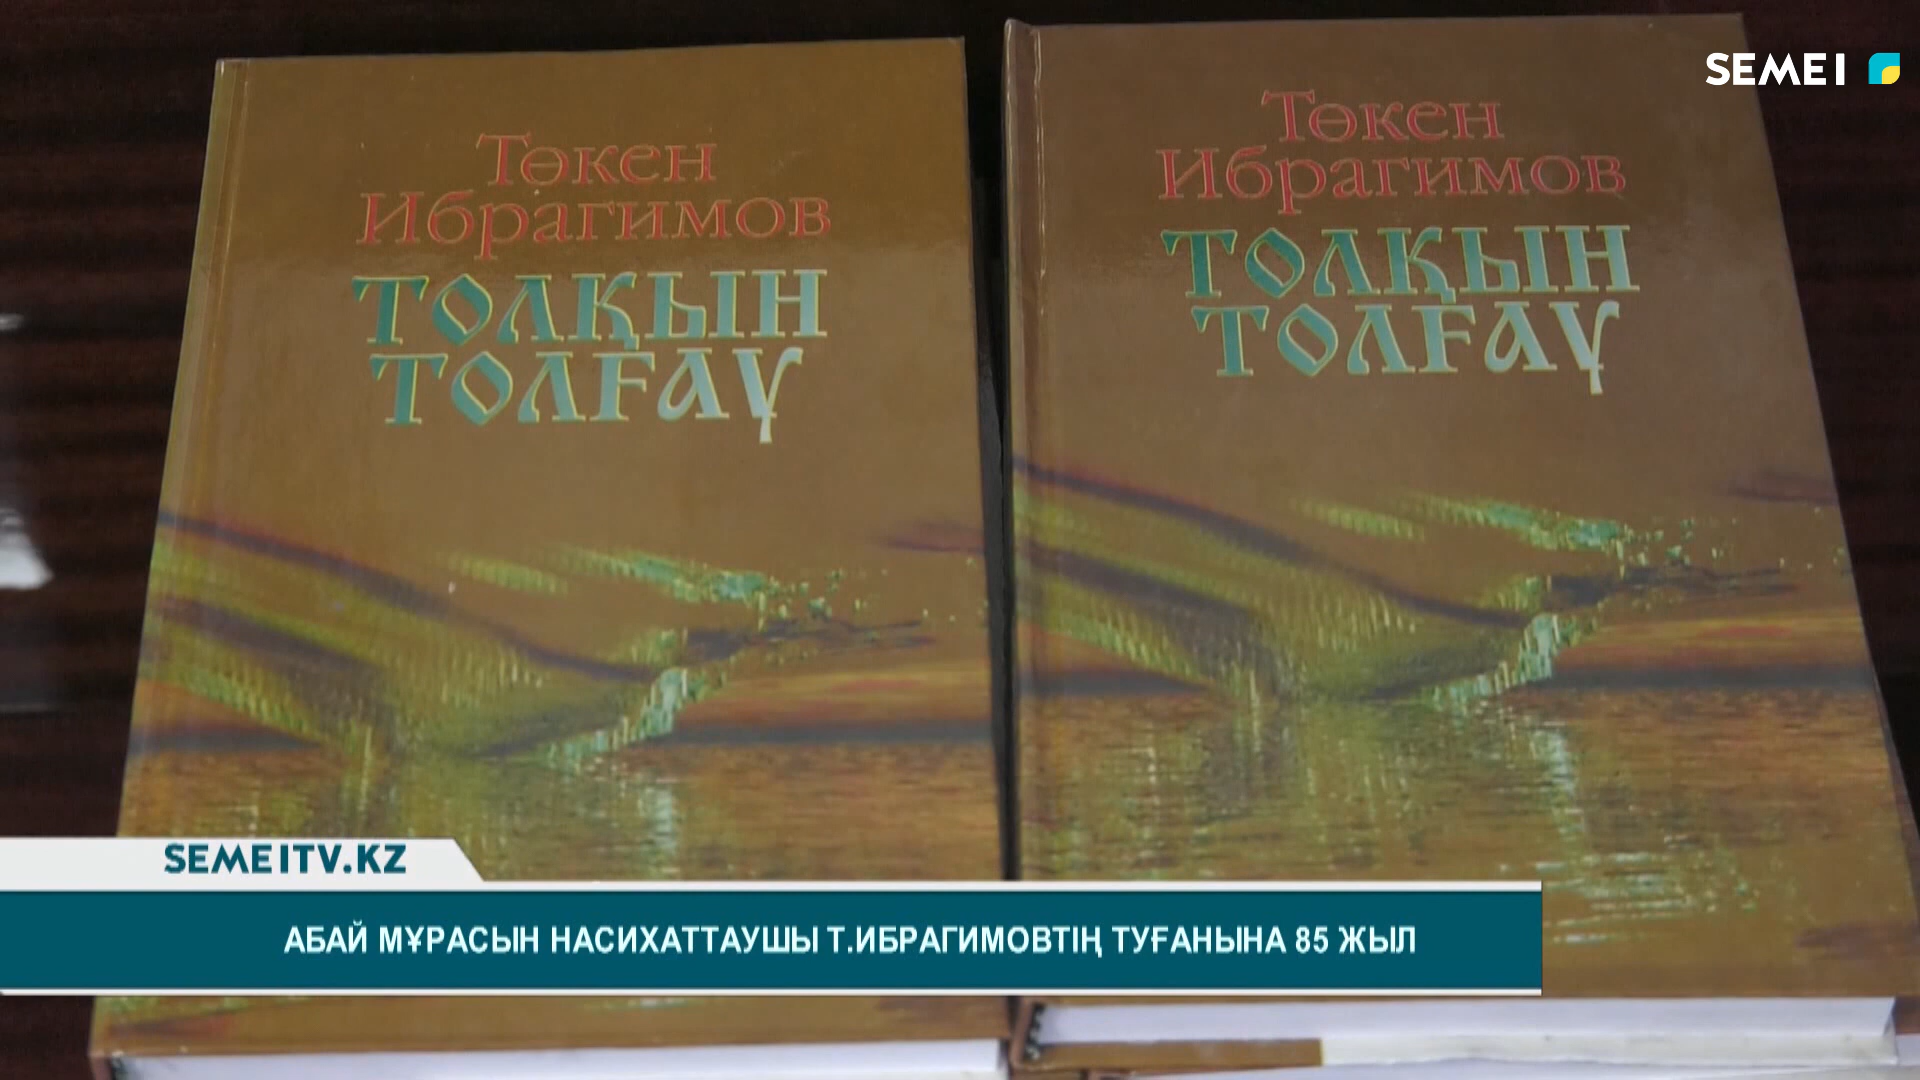 SEMEI
Төкен
Ибрагимов
ТОЛҚЫН
ТОЛҒАУ
Төкен
Ибрагимов
ТОЛҚЫН
ТОЛҒАУ
SEMEITV.KZ
АБАЙ МҰРАСЫН НАСИХАТТАУШЫ Т.ИБРАГИМОВТІҢ ТУҒАНЫНА 85 ЖЫЛ